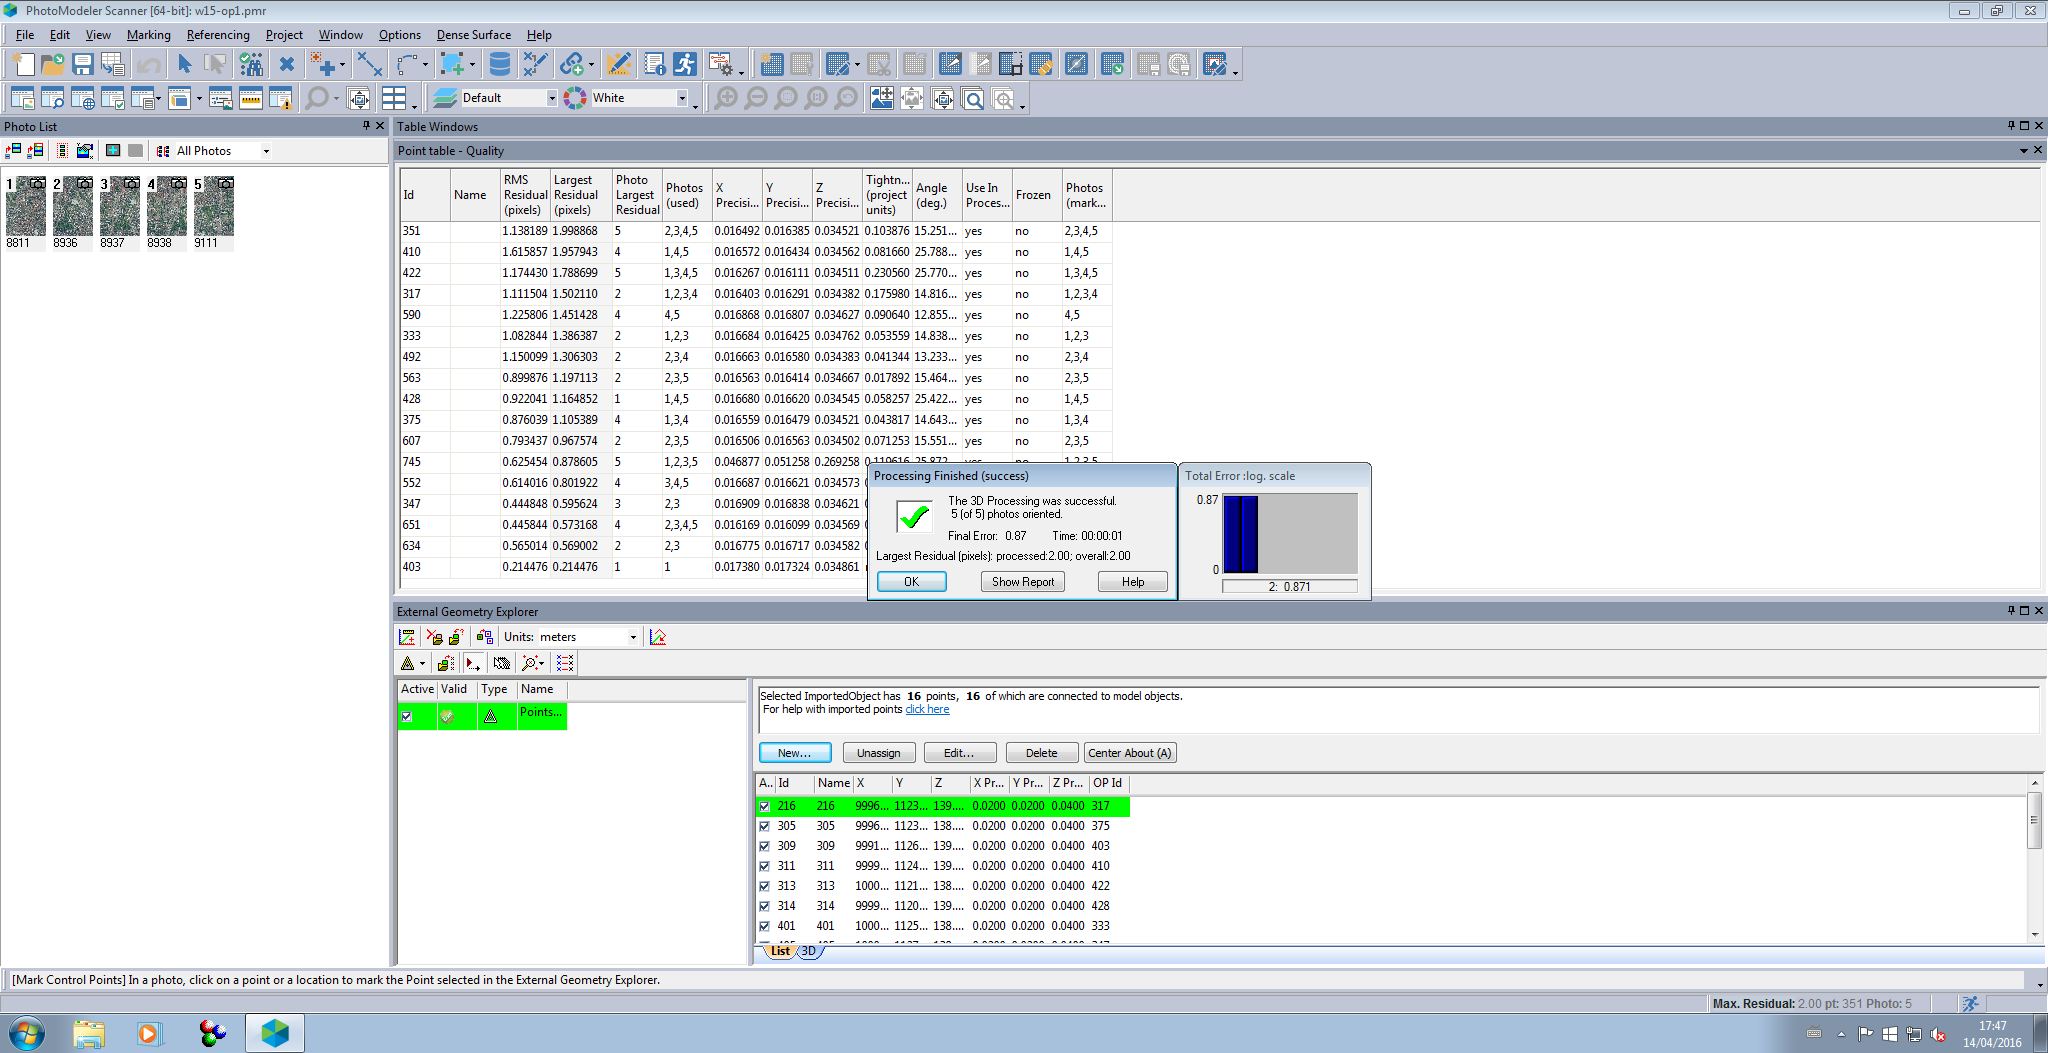 PhotoModeler Scanner [64-bit]: w15-op1.pmr
File Edit View Marking Referencing Project Window Options Dense Surface Help
Default White
Photo List
Table Windows
All Photos
Point table - Quality
1 2 3 4 5
8811 8936 8937 8938 9111
Id Name RMS Residual (pixels) Largest Residual (pixels) Photo Largest Residual Photos (used) X Precisi... Y Precisi... Z Precisi... Tightn... (project units) Angle (deg.) Use In Proces... Frozen Photos (mark...
351 1.138189 1.998868 5 2,3,4,5 0.016492 0.016385 0.034521 0.103876 15.251... yes no 2,3,4,5
410 1.615857 1.957943 4 1,4,5 0.016572 0.016434 0.034562 0.081660 25.788... yes no 1,4,5
422 1.174430 1.788699 5 1,3,4,5 0.016267 0.016111 0.034511 0.230560 25.770... yes no 1,3,4,5
317 1.111504 1.502110 2 1,2,3,4 0.016403 0.016291 0.034382 0.175980 14.816... yes no 1,2,3,4
590 1.225806 1.451428 4 4,5 0.016868 0.016807 0.034627 0.090640 12.855... yes no 4,5
333 1.082844 1.386387 2 1,2,3 0.016684 0.016425 0.034762 0.053559 14.838... yes no 1,2,3
492 1.150099 1.306303 2 2,3,4 0.016663 0.016580 0.034383 0.041344 13.233... yes no 2,3,4
563 0.899876 1.197113 2 2,3,5 0.016563 0.016414 0.034667 0.017892 15.464... yes no 2,3,5
428 0.922041 1.164852 1 1,4,5 0.016680 0.016620 0.034545 0.058257 25.422... yes no 1,4,5
375 0.876039 1.105389 4 1,3,4 0.016559 0.016479 0.034521 0.043817 14.643... yes no 1,3,4
607 0.793437 0.967574 2 2,3,5 0.016506 0.016563 0.034502 0.071253 15.551... yes no 2,3,5
745 0.625454 0.878605 5 1,2,3,5 0.046877 0.051258 0.269258
552 0.614016 0.801922 4 3,4,5 0.016687 0.016621 0.034573
347 0.444848 0.595624 3 2,3 0.016909 0.016838 0.034621
651 0.445844 0.573168 4 2,3,4,5 0.016169 0.016099 0.034569
634 0.565014 0.569002 2 2,3 0.016775 0.016717 0.034582
403 0.214476 0.214476 1 1 0.017380 0.017324 0.034861
Processing Finished (success)
The 3D Processing was successful.
5 (of 5) photos oriented.
Final Error: 0.87 Time: 00:00:01
Largest Residual (pixels): processed:2.00; overall:2.00
OK Show Report Help
Total Error :log. scale
0.87
0
2: 0.871
External Geometry Explorer
Units: meters
Active Valid Type Name
Points...
Selected ImportedObject has 16 points, 16 of which are connected to model objects.
For help with imported points click here
New... Unassign Edit... Delete Center About (A)
A.. Id Name X Y Z X Pr... Y Pr... Z Pr... OP Id
216 216 9996... 1123... 139.... 0.0200 0.0200 0.0400 317
305 305 9996... 1123... 138.... 0.0200 0.0200 0.0400 375
309 309 9991... 1126... 139.... 0.0200 0.0200 0.0400 403
311 311 9999... 1124... 139.... 0.0200 0.0200 0.0400 410
313 313 1000... 1121... 138.... 0.0200 0.0200 0.0400 422
314 314 9999... 1120... 139.... 0.0200 0.0200 0.0400 428
401 401 1000... 1125... 138.... 0.0200 0.0200 0.0400 333
List 3D
[Mark Control Points] In a photo, click on a point or a location to mark the Point selected in the External Geometry Explorer.
Max. Residual: 2.00 pt: 351 Photo: 5
17:47
14/04/2016